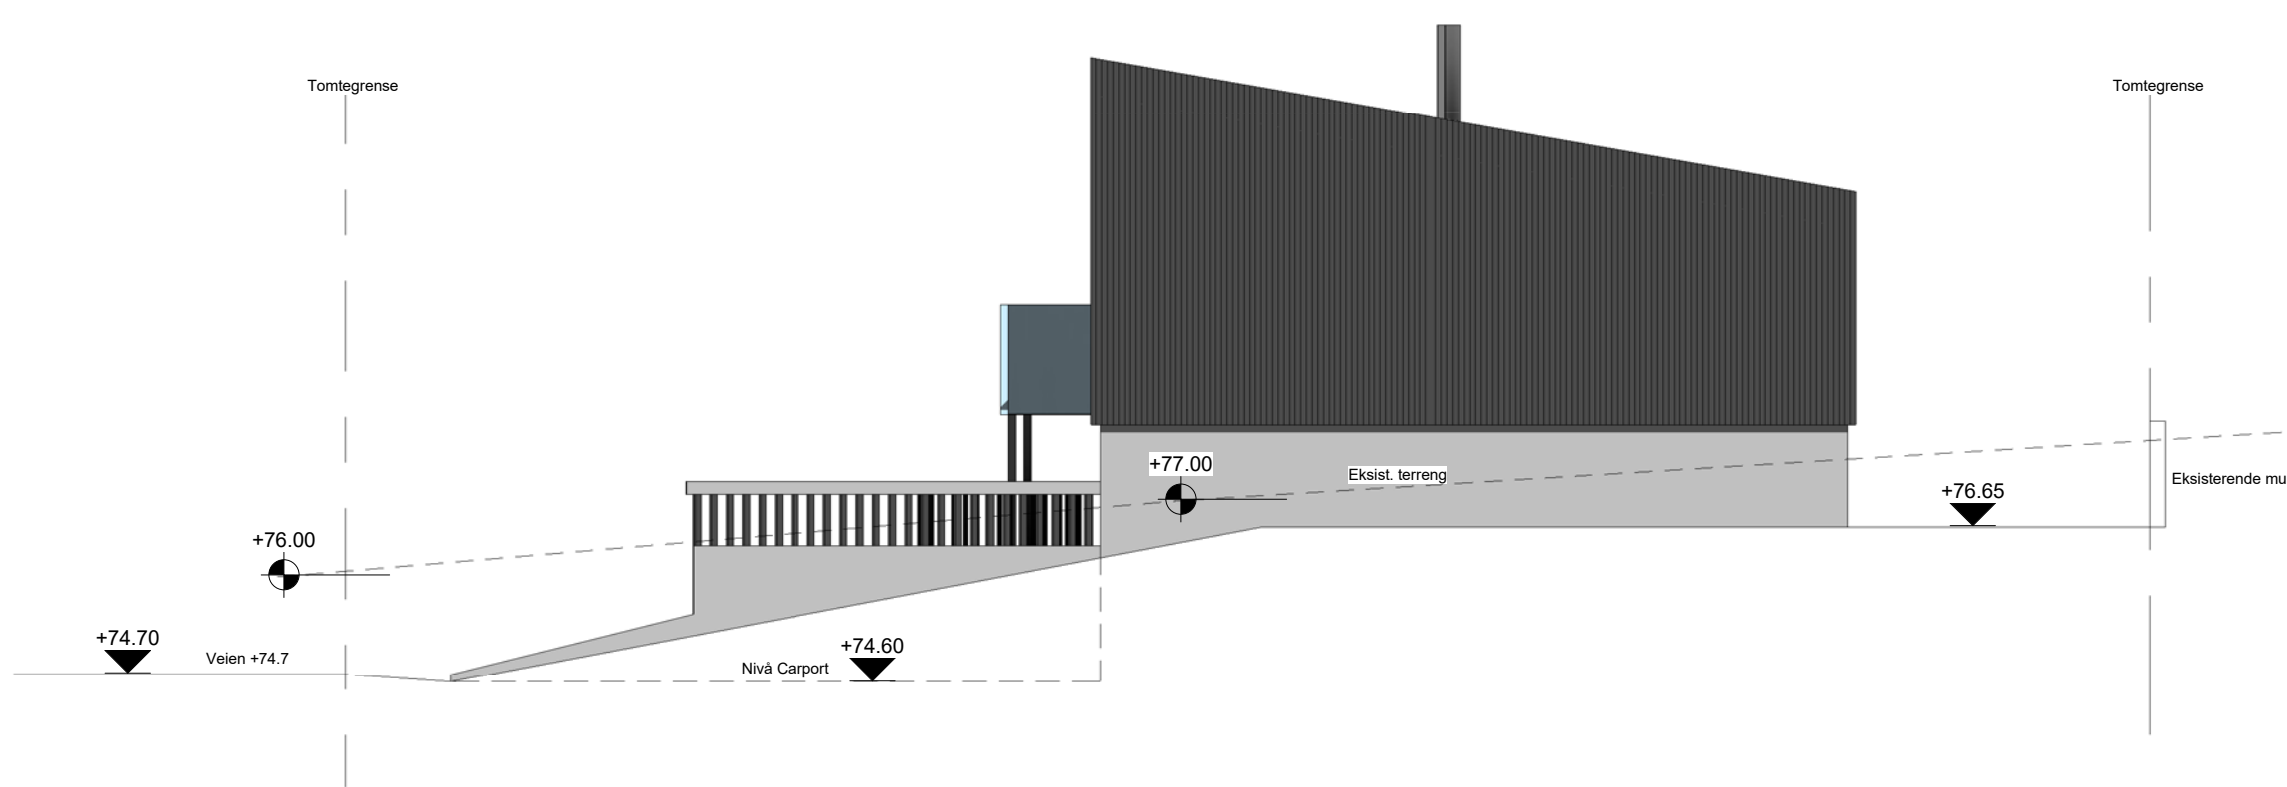 Tomtegrense
Tomtegrense
+77.00
Eksist. terreng
Eksisterende mu
+76.65
+76.00
+74.70
Veien +74.7
+74.60
Nivå Carport